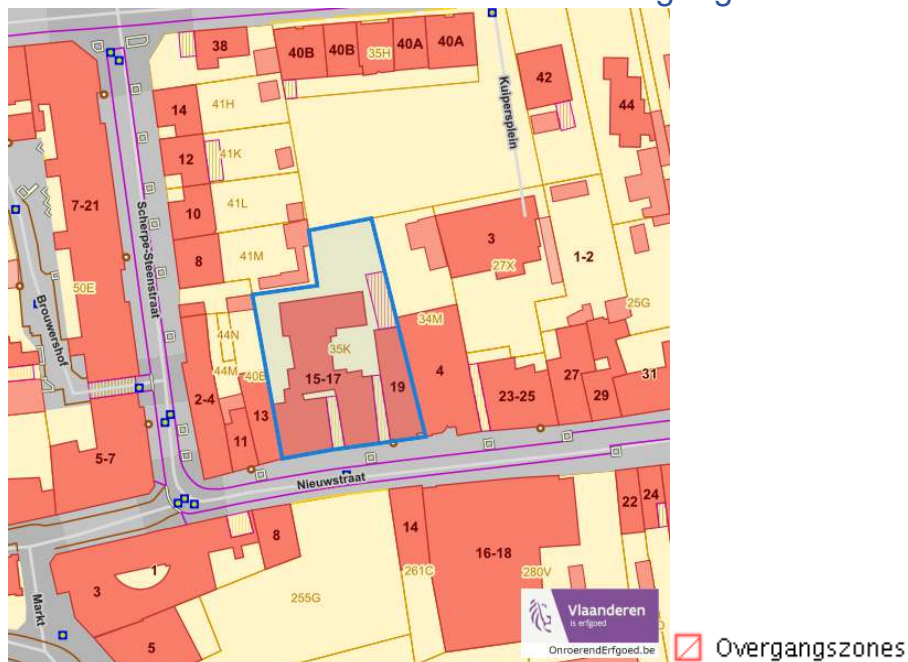 38
40B
40B
35H
40A
40A
42
44
Kuipersplein
14
41H
12
41K
10
41L
8
41M
7-21
Scherpe-Steenstraat
50E
Brouwershof
3
27X
1-2
25G
44N
44M
40E
2-4
11
13
35K
15-17
19
34M
4
23-25
27
29
31
5-7
Nieuwstraat
8
14
16-18
22
24
1
3
5
Markt
255G
261C
280V
Vlaanderen
is erfgoed
OnroerendErfgoed.be
Overgangszones